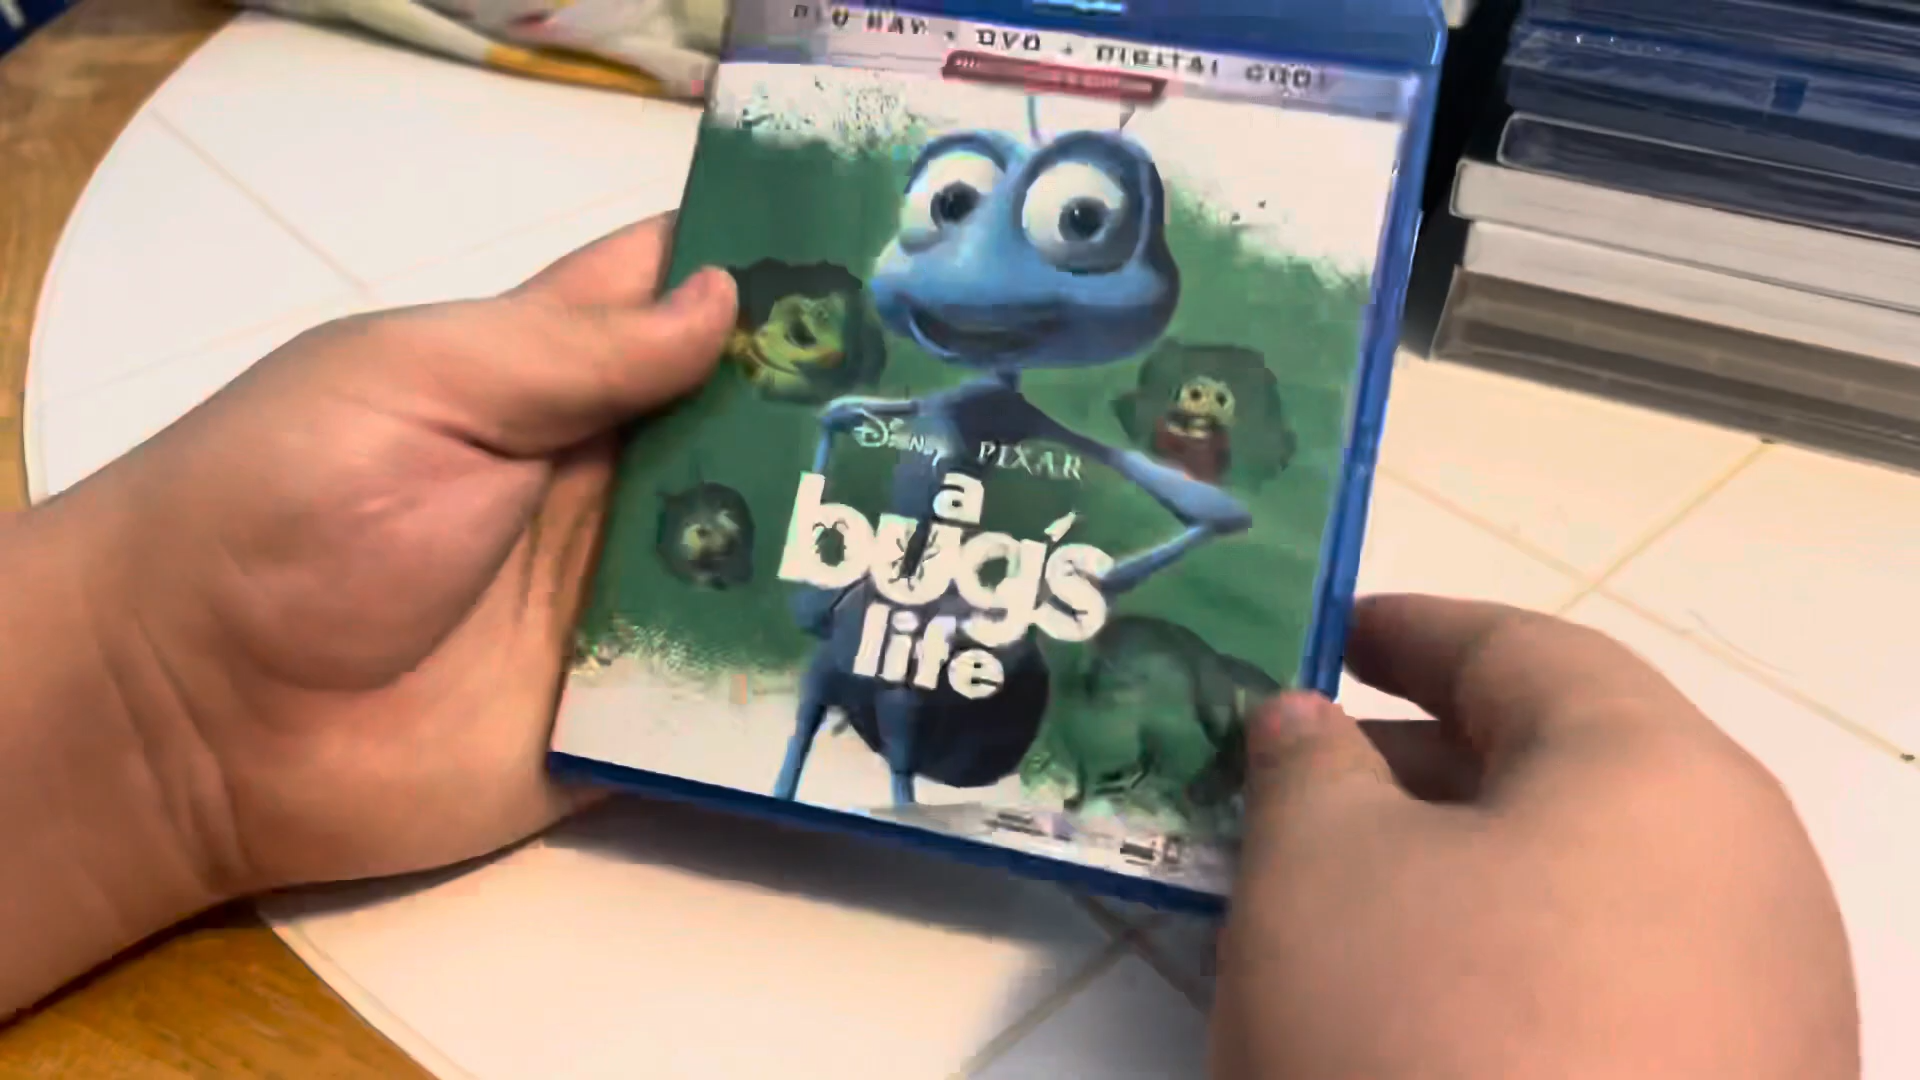 BLU RAY + DVD + DIGITAL CODE
Disney PIXAR
a
bug's
life